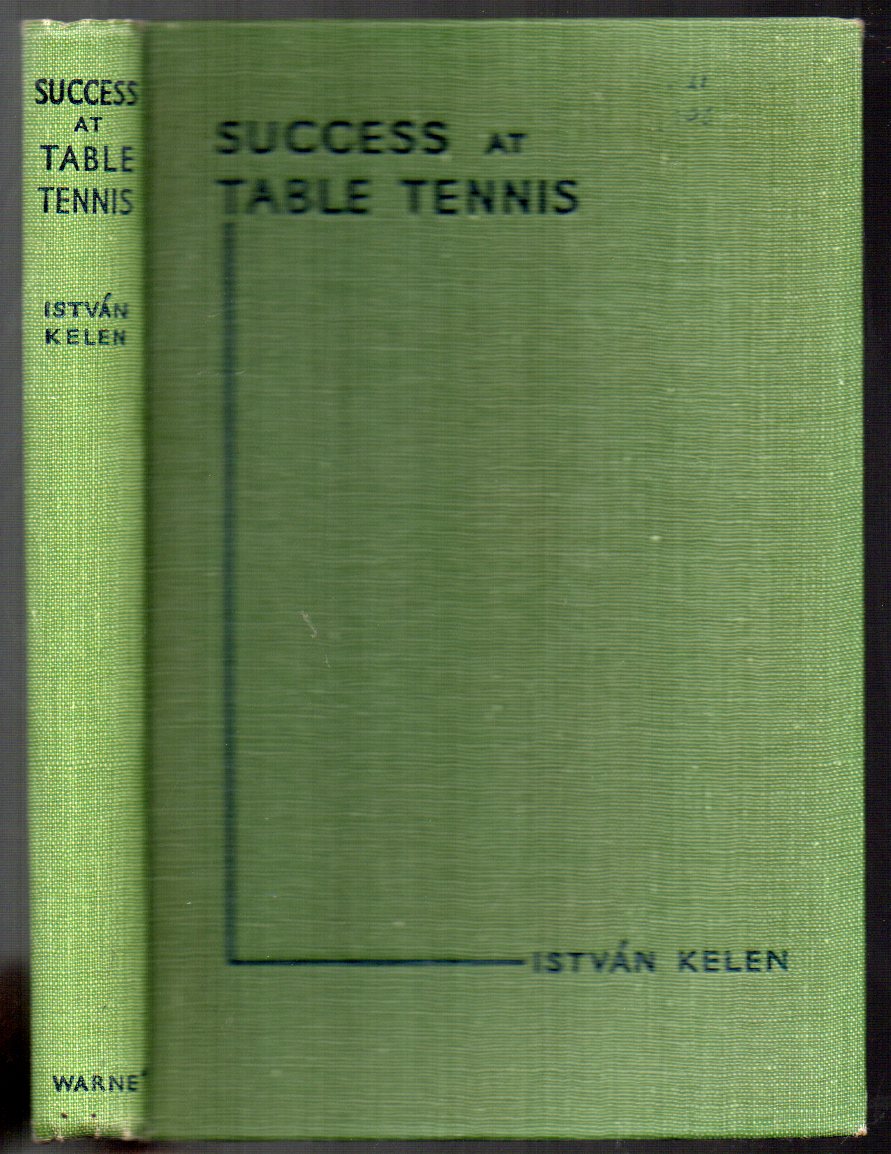 SUCCESS
AT
TABLE
TENNIS
ISTVÁN
KELEN
WARNE
SUCCESS AT
TABLE TENNIS
ISTVÁN KELEN